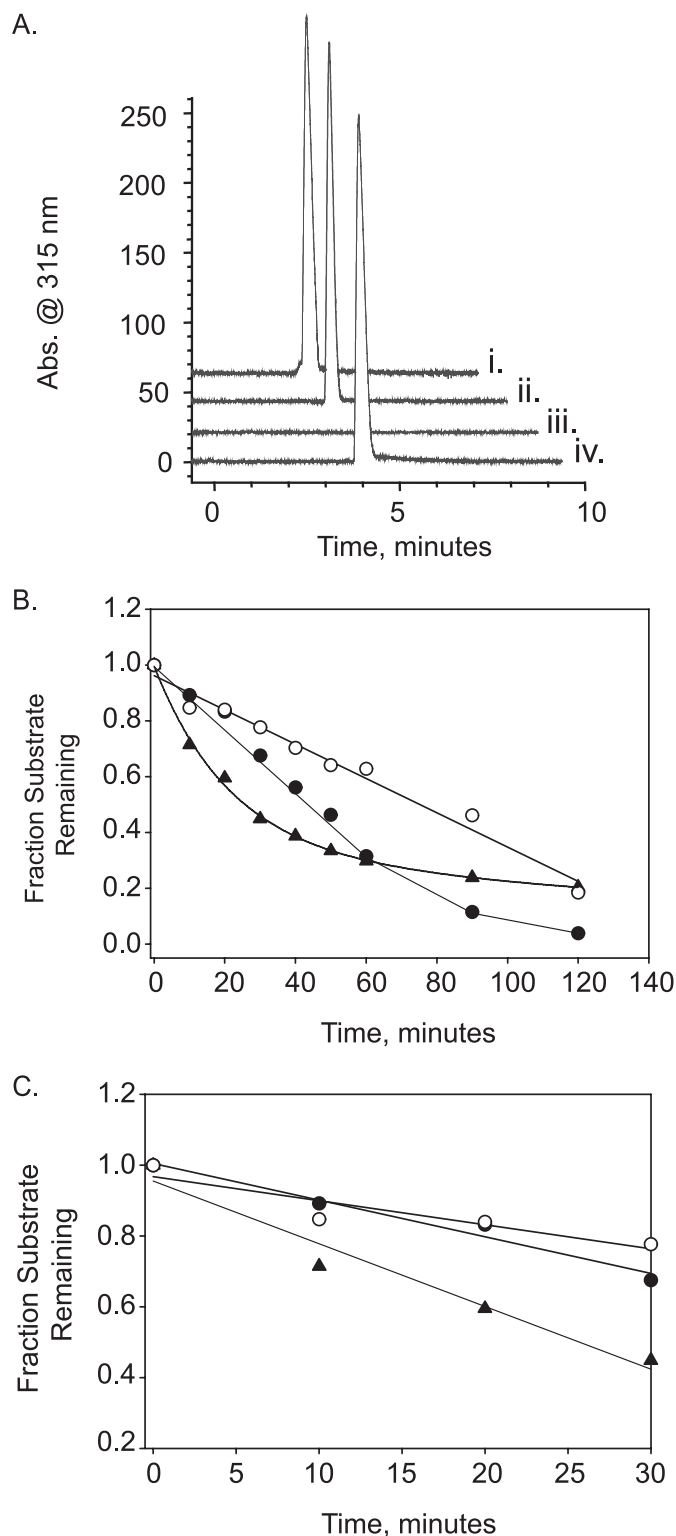 A.
250
200
150
100
50
0
Abs. @ 315 nm
i.
ii.
iii.
iv.
0 5 10
Time, minutes
B.
1.2
1.0
0.8
0.6
0.4
0.2
0.0
Fraction Substrate
Remaining
0 20 40 60 80 100 120 140
Time, minutes
C.
1.2
1.0
0.8
0.6
0.4
0.2
Fraction Substrate
Remaining
0 5 10 15 20 25 30
Time, minutes